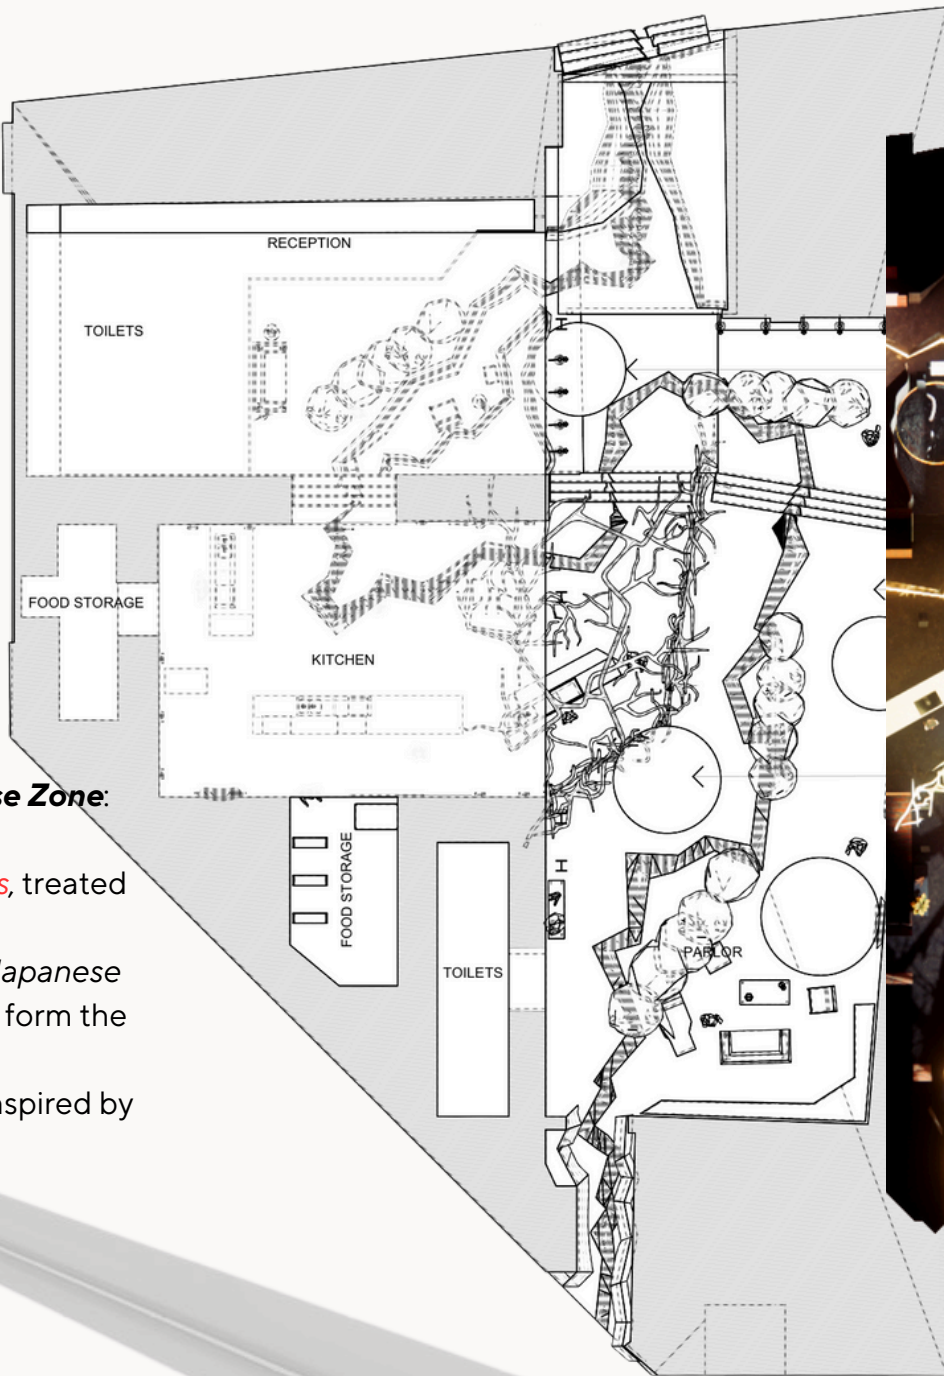 RECEPTION
TOILETS
FOOD STORAGE
KITCHEN
se Zone:
s, treated
FOOD STORAGE
PARLOR
TOILETS
Japanese
form the
nspired by